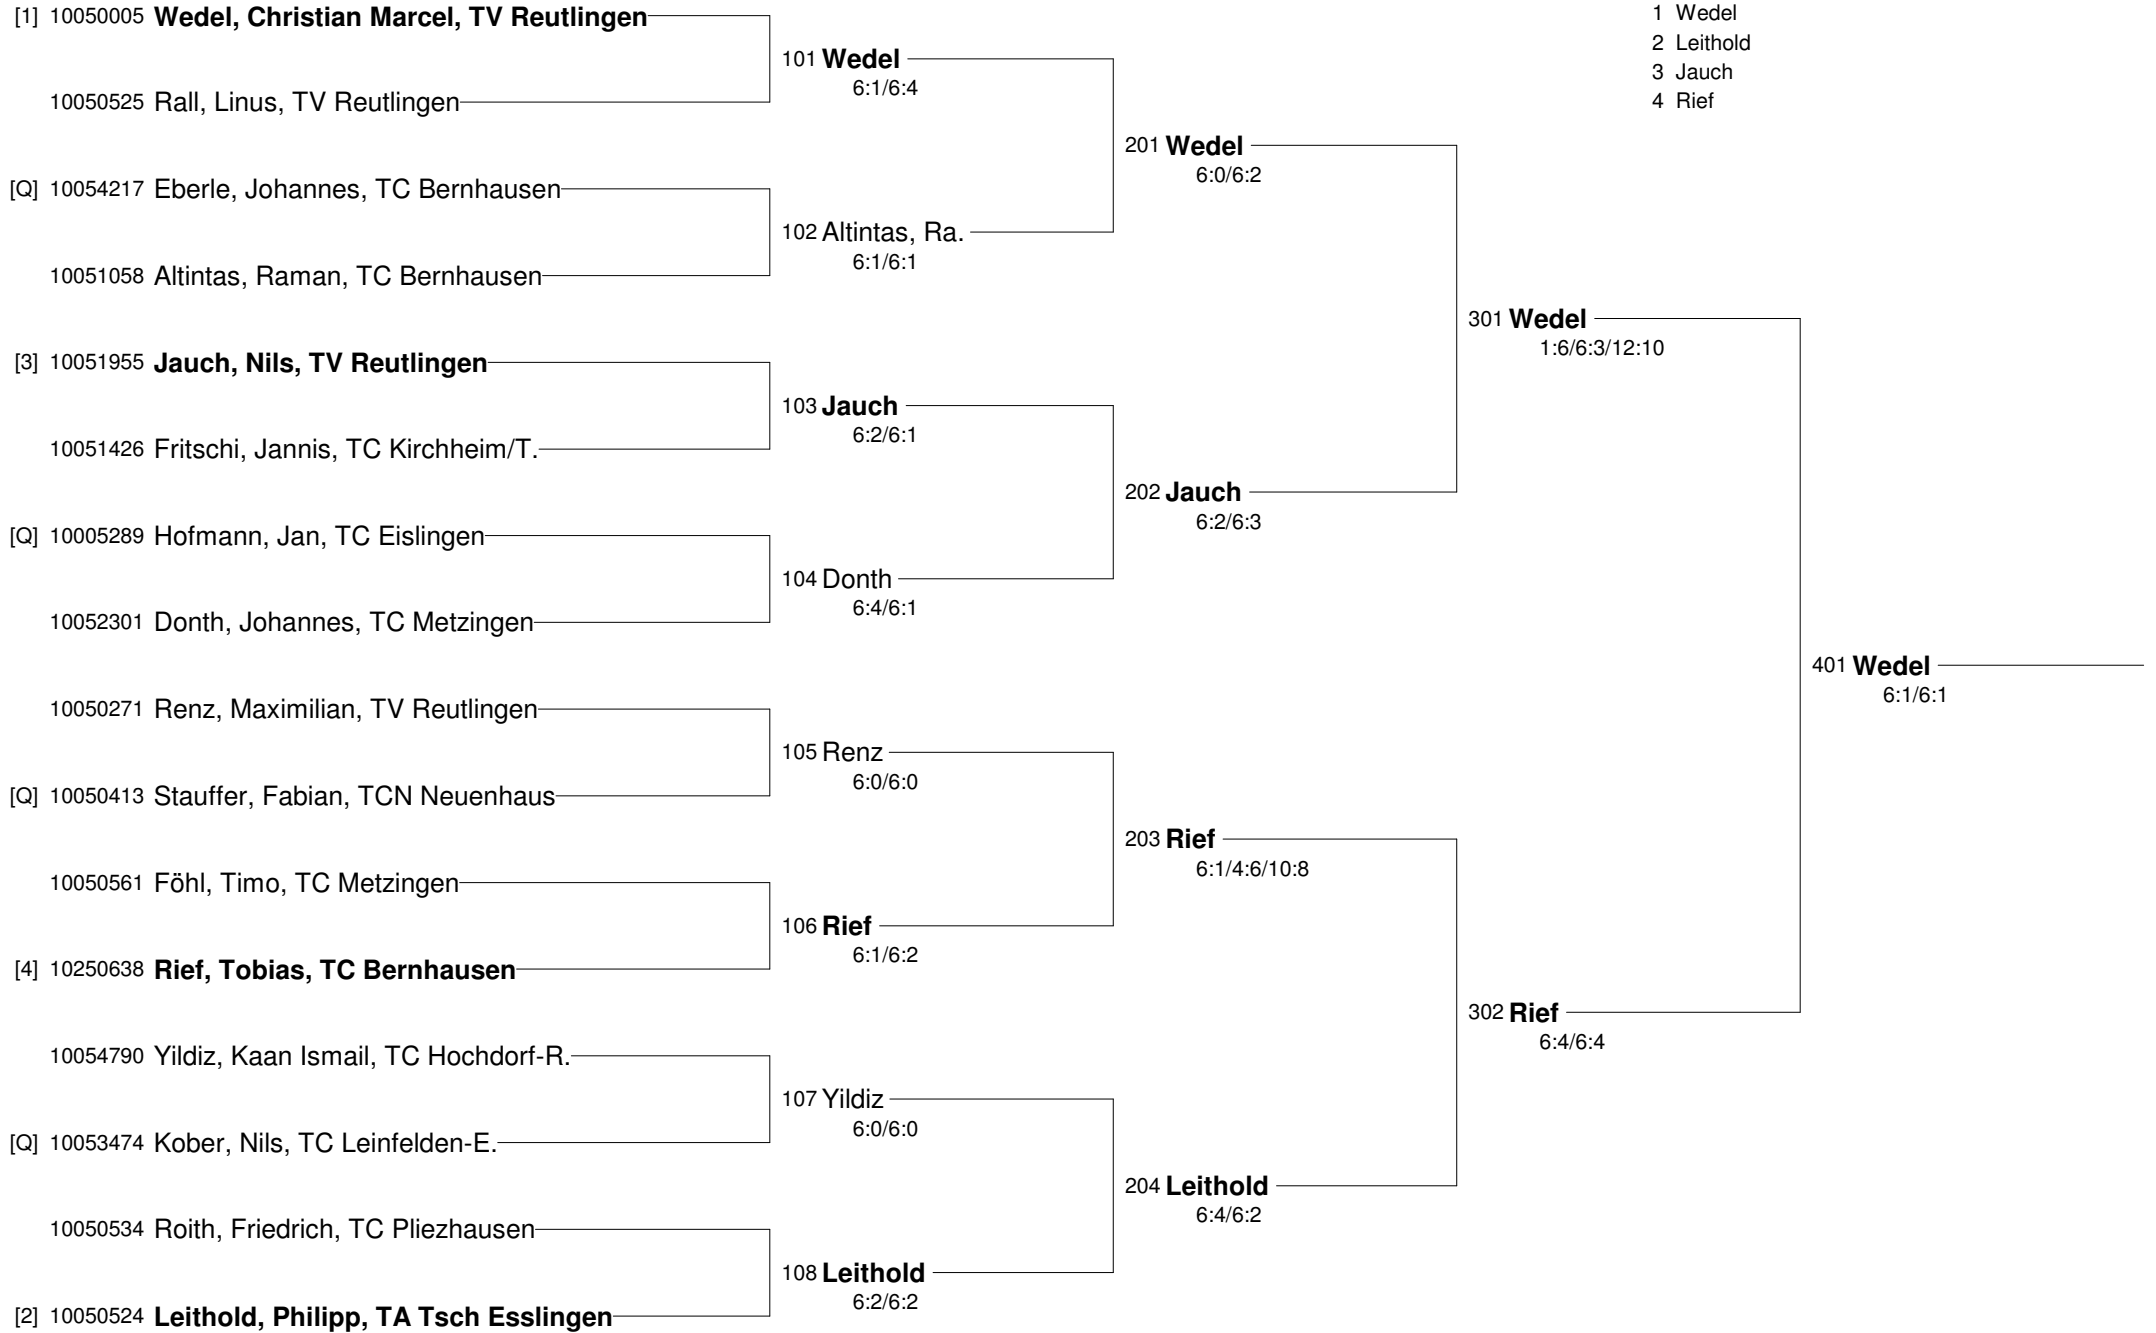 [1] 10050005 Wedel, Christian Marcel, TV Reutlingen
10050525 Rall, Linus, TV Reutlingen
[Q] 10054217 Eberle, Johannes, TC Bernhausen
10051058 Altintas, Raman, TC Bernhausen
[3] 10051955 Jauch, Nils, TV Reutlingen
10051426 Fritschi, Jannis, TC Kirchheim/T.
[Q] 10005289 Hofmann, Jan, TC Eislingen
10052301 Donth, Johannes, TC Metzingen
10050271 Renz, Maximilian, TV Reutlingen
[Q] 10050413 Stauffer, Fabian, TCN Neuenhaus
10050561 Föhl, Timo, TC Metzingen
[4] 10250638 Rief, Tobias, TC Bernhausen
10054790 Yildiz, Kaan Ismail, TC Hochdorf-R.
[Q] 10053474 Kober, Nils, TC Leinfelden-E.
10050534 Roith, Friedrich, TC Pliezhausen
[2] 10050524 Leithold, Philipp, TA Tsch Esslingen
101 Wedel
6:1/6:4
102 Altintas, Ra.
6:1/6:1
103 Jauch
6:2/6:1
104 Donth
6:4/6:1
105 Renz
6:0/6:0
106 Rief
6:1/6:2
107 Yildiz
6:0/6:0
108 Leithold
6:2/6:2
201 Wedel
6:0/6:2
202 Jauch
6:2/6:3
203 Rief
6:1/4:6/10:8
204 Leithold
6:4/6:2
301 Wedel
1:6/6:3/12:10
302 Rief
6:4/6:4
401 Wedel
6:1/6:1
1 Wedel
2 Leithold
3 Jauch
4 Rief